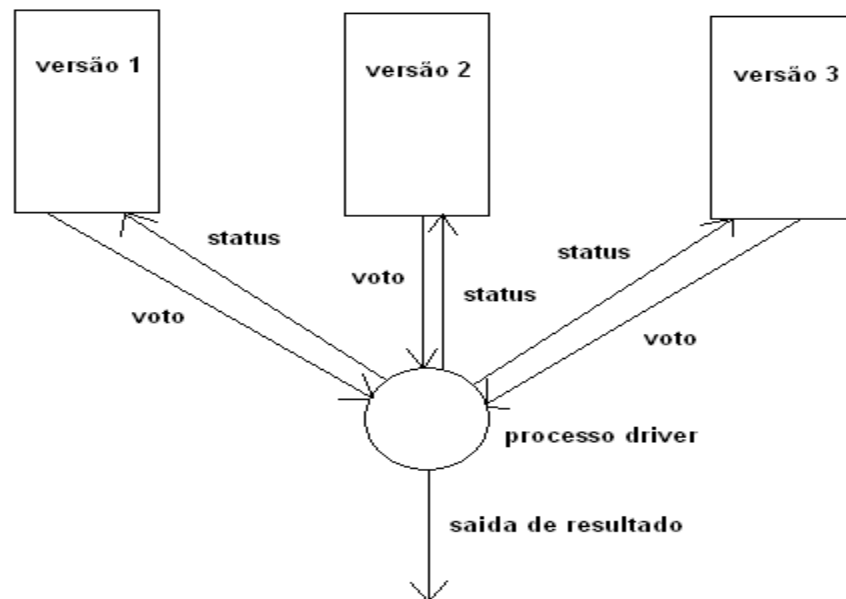 versão 1
versão 2
versão 3
status
status
voto
status
voto
voto
processo driver
saida de resultado